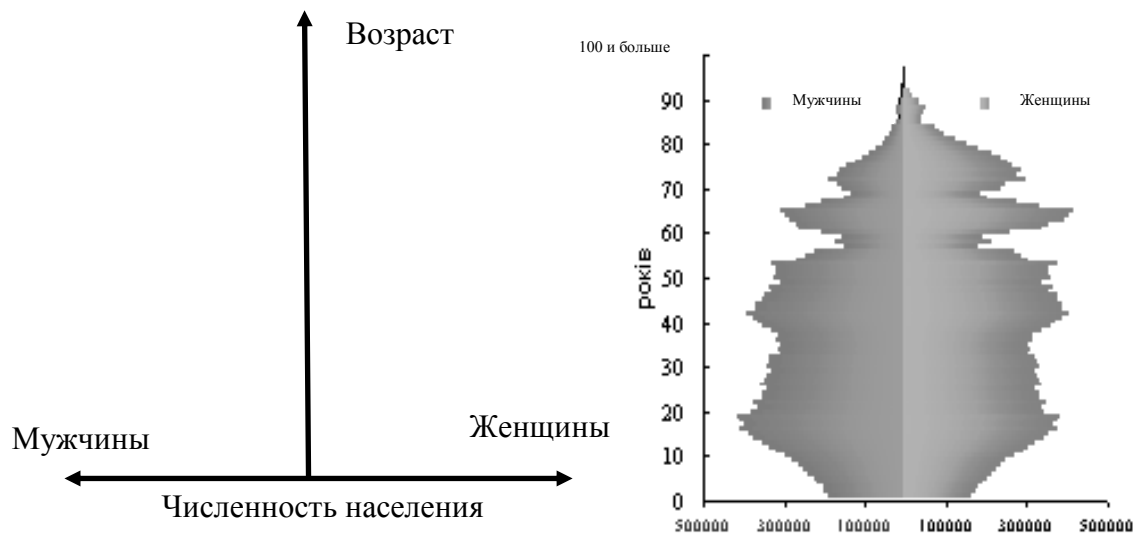 Возраст
Мужчины
Женщины
Численность населения
100 и больше
Мужчины
Женщины
90
80
70
60
50
40
30
20
10
0
років
500000 300000 100000 100000 300000 500000